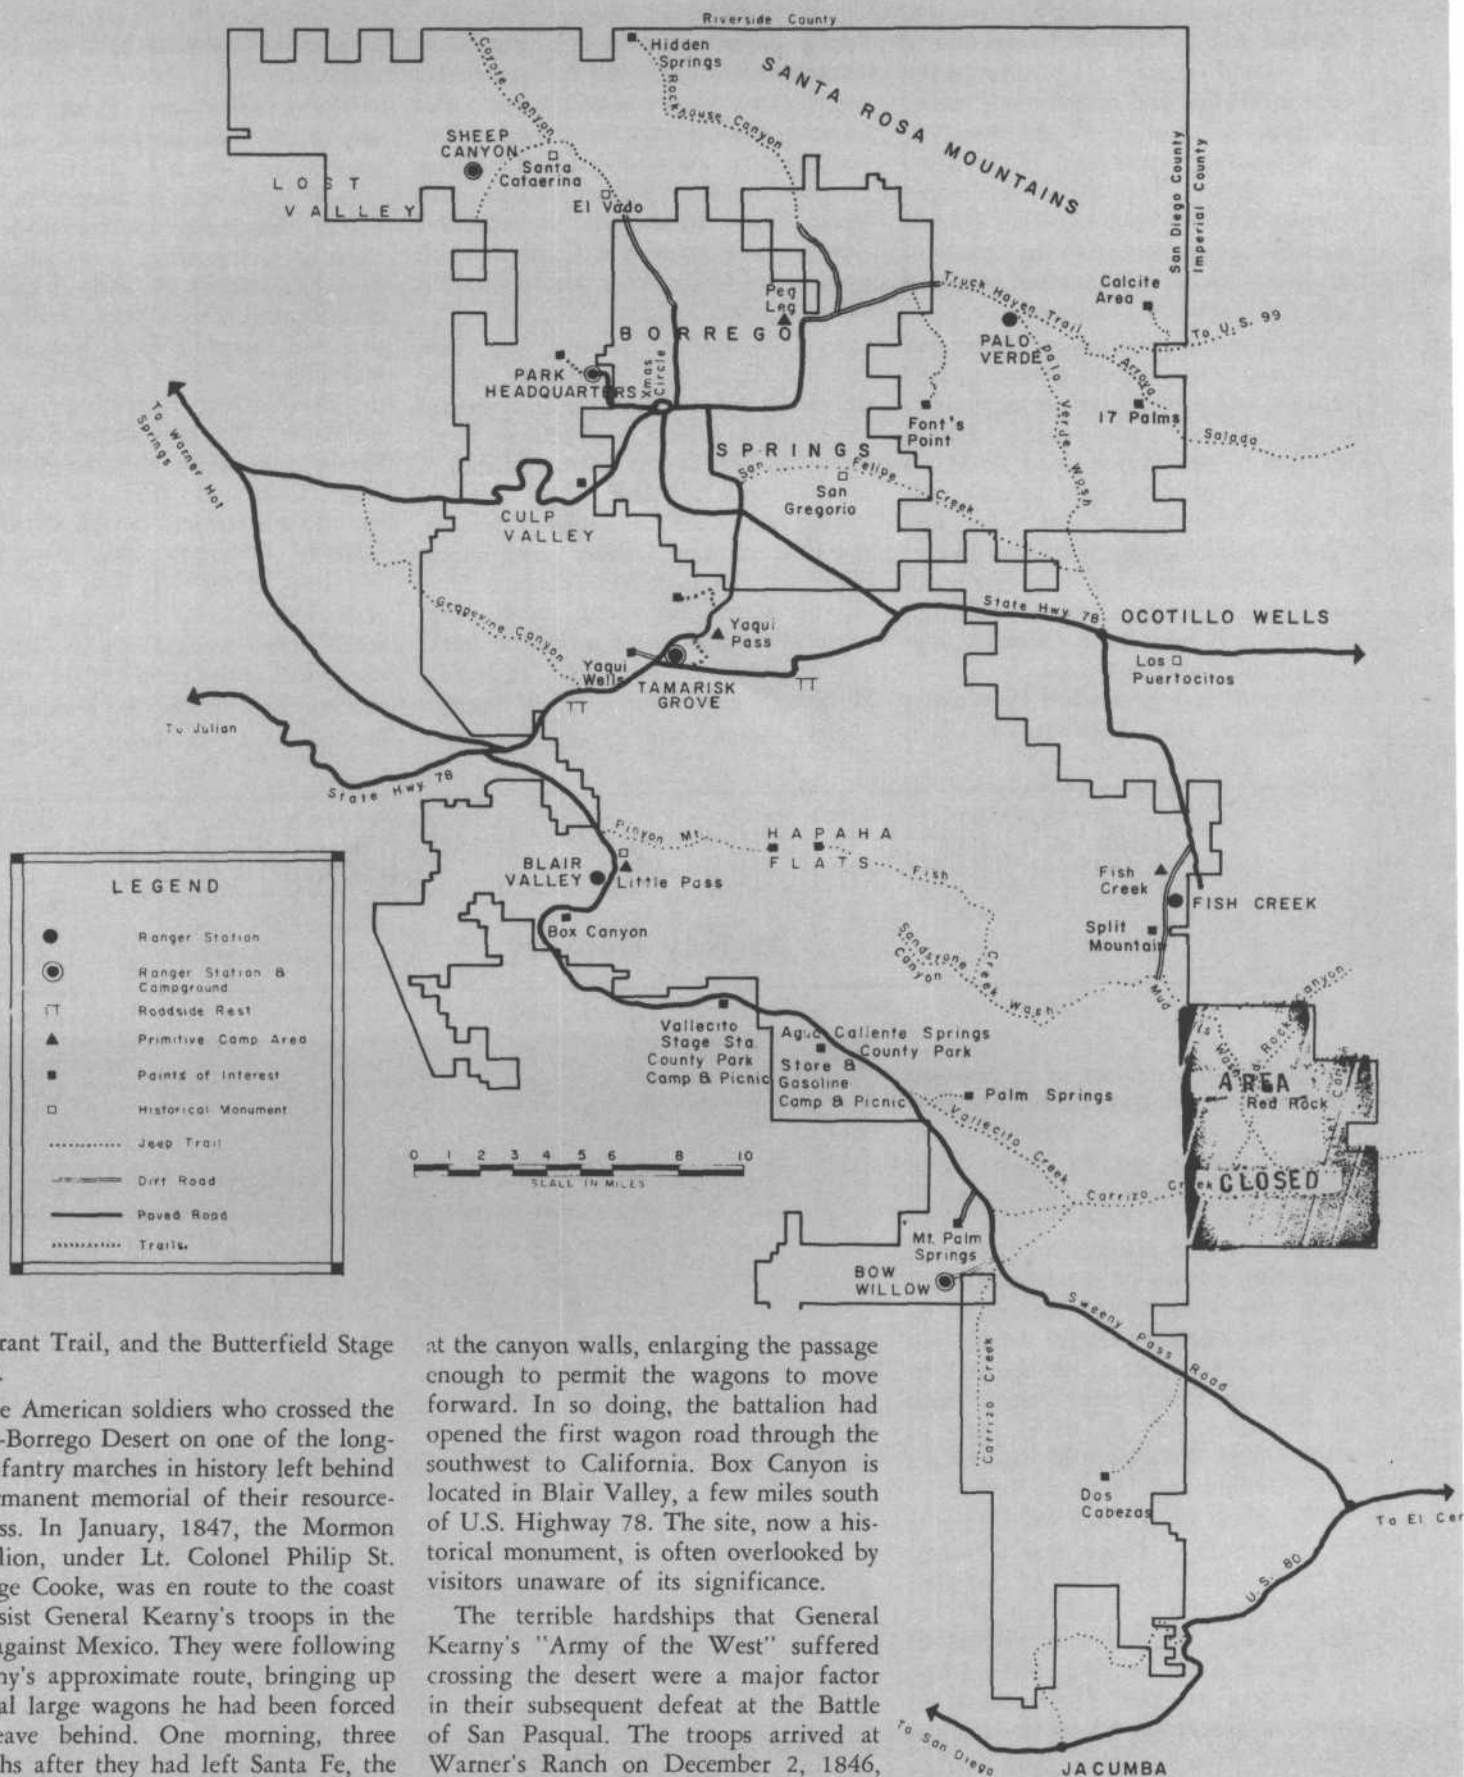 Riverside County
Hidden
Springs
Coyote Canyon
Rockhouse Canyon
SANTA ROSA MOUNTAINS
SHEEP
CANYON
Santa
Cataerina
El Vado
LOST
VALLEY
San Diego County
Imperial County
Calcite
Area
Peg
Leg
BORREGO
Truck Haven Trail
To U.S. 99
PALO
VERDE
Palo Verde Wash
Arroyo
17 Palms
Salado
PARK
HEADQUARTERS
Xmas
Circle
Font's
Point
To Warner Hot
Springs
SPRINGS
San Felipe Creek
San
Gregorio
CULP
VALLEY
Grapevine Canyon
State Hwy 78
OCOTILLO WELLS
Yaqui
Pass
Yaqui
Wells
TAMARISK
GROVE
Los
Puertocitos
To Julian
State Hwy 78
Pinyon Mt.
HAPAHA
FLATS
Fish
Creek Wash
BLAIR
VALLEY
Little Pass
Box Canyon
Fish
Creek
FISH CREEK
Split
Mountain
Sandstone
Canyon
Mud
Canyon
Vallecito
Stage Sta.
County Park
Camp & Picnic
Agua Caliente Springs
County Park
Store &
Gasoline
Camp & Picnic
Palm Springs
Vallecito Creek
Carrizo Creek
AREA
Red Rock
CLOSED
LEGEND
Ranger Station
Ranger Station &
Campground
Roadside Rest
Primitive Camp Area
Points of Interest
Historical Monument
Jeep Trail
Dirt Road
Paved Road
Trails
0 1 2 3 4 5 6 8 10
SCALE IN MILES
Mt. Palm
Springs
BOW
WILLOW
Sweeny Pass Road
Carrizo Creek
Dos
Cabezas
To El Cen
U.S. 80
To San Diego
JACUMBA
rant Trail, and the Butterfield Stage
e American soldiers who crossed the
-Borrego Desert on one of the long-
fantry marches in history left behind
rmanent memorial of their resource-
ss. In January, 1847, the Mormon
lion, under Lt. Colonel Philip St.
ge Cooke, was en route to the coast
sist General Kearny's troops in the
against Mexico. They were following
ny's approximate route, bringing up
al large wagons he had been forced
eave behind. One morning, three
hs after they had left Santa Fe, the
at the canyon walls, enlarging the passage
enough to permit the wagons to move
forward. In so doing, the battalion had
opened the first wagon road through the
southwest to California. Box Canyon is
located in Blair Valley, a few miles south
of U.S. Highway 78. The site, now a his-
torical monument, is often overlooked by
visitors unaware of its significance.
The terrible hardships that General
Kearny's "Army of the West" suffered
crossing the desert were a major factor
in their subsequent defeat at the Battle
of San Pasqual. The troops arrived at
Warner's Ranch on December 2, 1846,